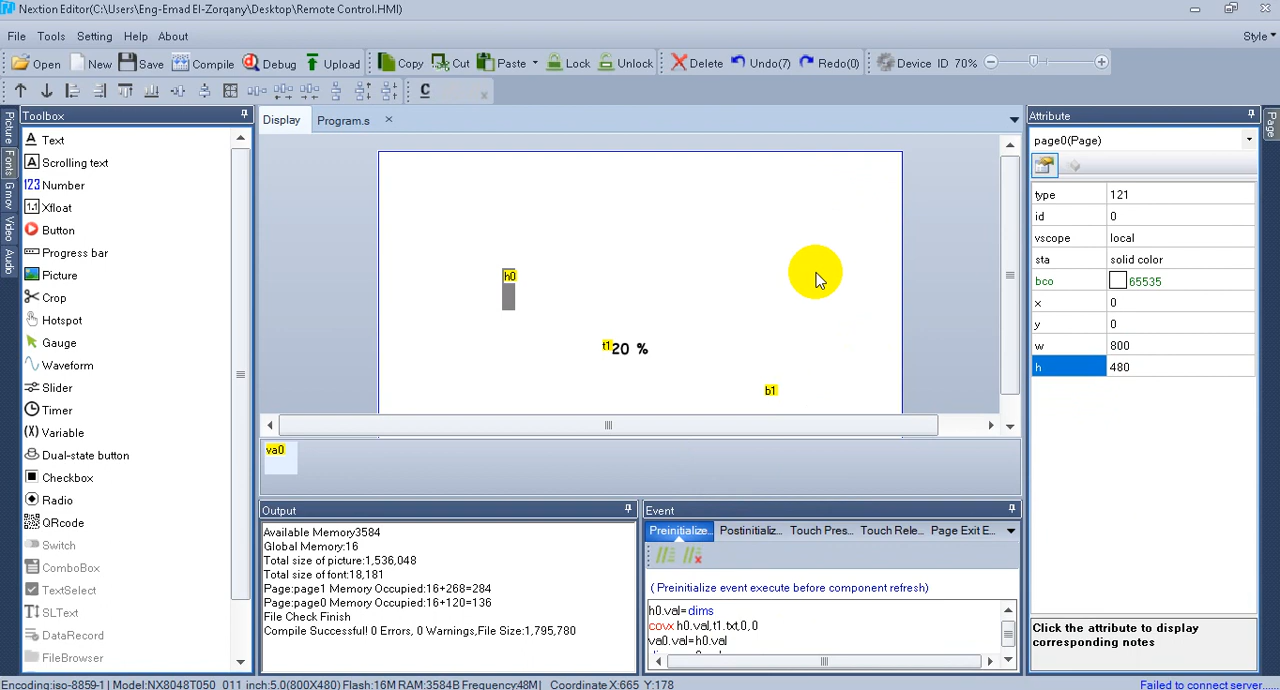 Nextion Editor(C:\Users\Eng-Emad El-Zorqany\Desktop\Remote Control.HMI)
File Tools Setting Help About Style
Open New Save Compile Debug Upload Copy Cut Paste Lock Unlock Delete Undo(7) Redo(0) Device ID 70%
C
Toolbox
Display Program.s
Attribute
Picture
Fonts
Gmov
Video
Audio
Text
Scrolling text
Number
Xfloat
Button
Progress bar
Picture
Crop
Hotspot
Gauge
Waveform
Slider
Timer
Variable
Dual-state button
Checkbox
Radio
QRcode
Switch
ComboBox
TextSelect
SLText
DataRecord
FileBrowser
h0
t1 20 %
b1
va0
Page
page0(Page)
type 121
id 0
vscope local
sta solid color
bco 65535
x 0
y 0
w 800
h 480
Click the attribute to display
corresponding notes
Output
Available Memory3584
Global Memory:16
Total size of picture:1,536,048
Total size of font:18,181
Page:page1 Memory Occupied:16+268=284
Page:page0 Memory Occupied:16+120=136
File Check Finish
Compile Successful! 0 Errors, 0 Warnings,File Size:1,795,780
Event
Preinitialize... Postinitializ... Touch Pres... Touch Rele... Page Exit E...
( Preinitialize event execute before component refresh)
h0.val=dims
covx h0.val,t1.txt,0,0
va0.val=h0.val
Encoding:iso-8859-1| Model:NX8048T050_011 inch:5.0(800X480) Flash:16M RAM:3584B Frequency:48M| Coordinate X:665 Y:178 Failed to connect server....